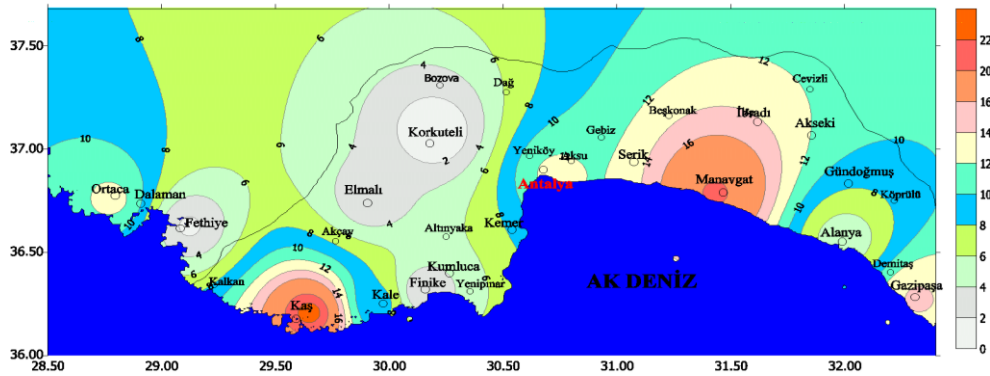 37.50
37.00
36.50
36.00
28.50 29.00 29.50 30.00 30.50 31.00 31.50 32.00
22
20
18
16
14
12
10
8
6
4
2
0
Bozova
Dağ
Cevizli
Beşkonak
İbradı
Korkuteli
Gebiz
Akseki
Yeniköy
Aksu
Serik
Ortaca
Dalaman
Elmalı
Antalya
Manavgat
Gündoğmuş
Köprülü
Fethiye
Akçay
Altınyaka
Kemer
Alanya
Kalkan
Kumluca
Demitaş
Finike
Yenipınar
AK DENİZ
Gazipaşa
Kaş
Kale